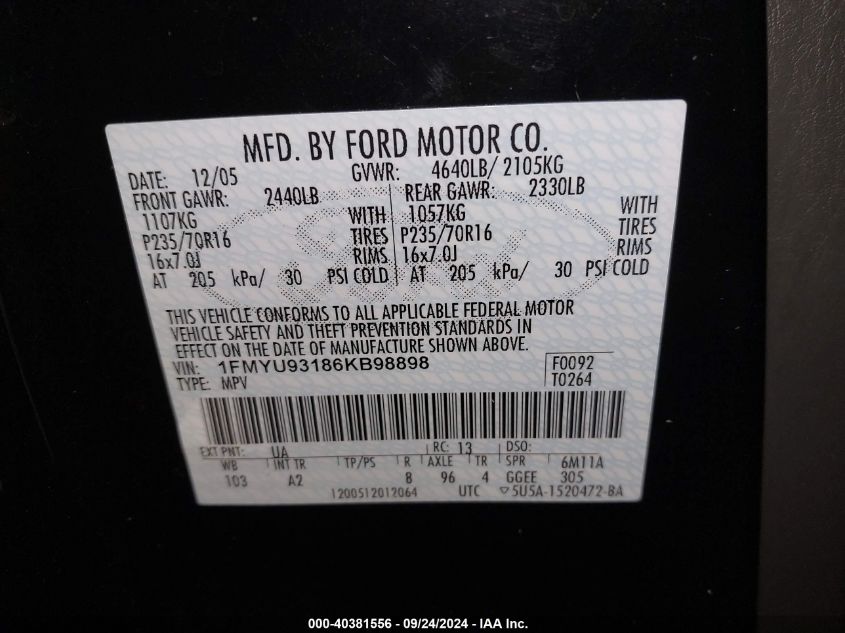 MFD. BY FORD MOTOR CO.
DATE: 12/05 GVWR: 4640LB/ 2105KG
FRONT GAWR: 2440LB REAR GAWR: 2330LB
1107KG WITH 1057KG WITH
P235/70R16 TIRES P235/70R16 TIRES
16x7.0J RIMS 16x7.0J RIMS
AT 205 kPa/ 30 PSI COLD AT 205 kPa/ 30 PSI COLD
THIS VEHICLE CONFORMS TO ALL APPLICABLE FEDERAL MOTOR
VEHICLE SAFETY AND THEFT PREVENTION STANDARDS IN
EFFECT ON THE DATE OF MANUFACTURE SHOWN ABOVE.
VIN: 1FMYU93186KB98898 F0092
TYPE: MPV T0264
EXT PNT: UA RC: 13 DSO:
WB INT TR TP/PS R AXLE TR SPR 6M11A
103 A2 8 96 4 GGEE 305
1200512012064 UTC ▽5U5A-1520472-BA
000-40381556 - 09/24/2024 - IAA Inc.